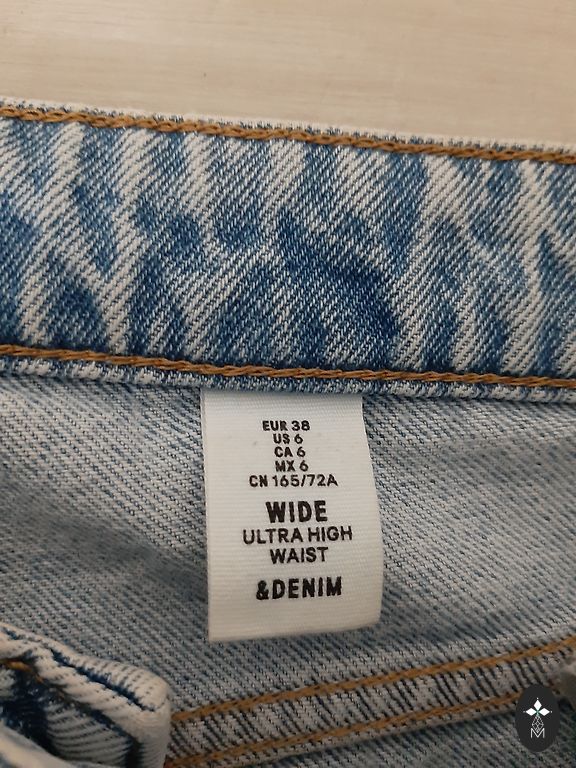 EUR 38
US 6
CA 6
MX 6
CN 165/72A
WIDE
ULTRA HIGH
WAIST
&DENIM